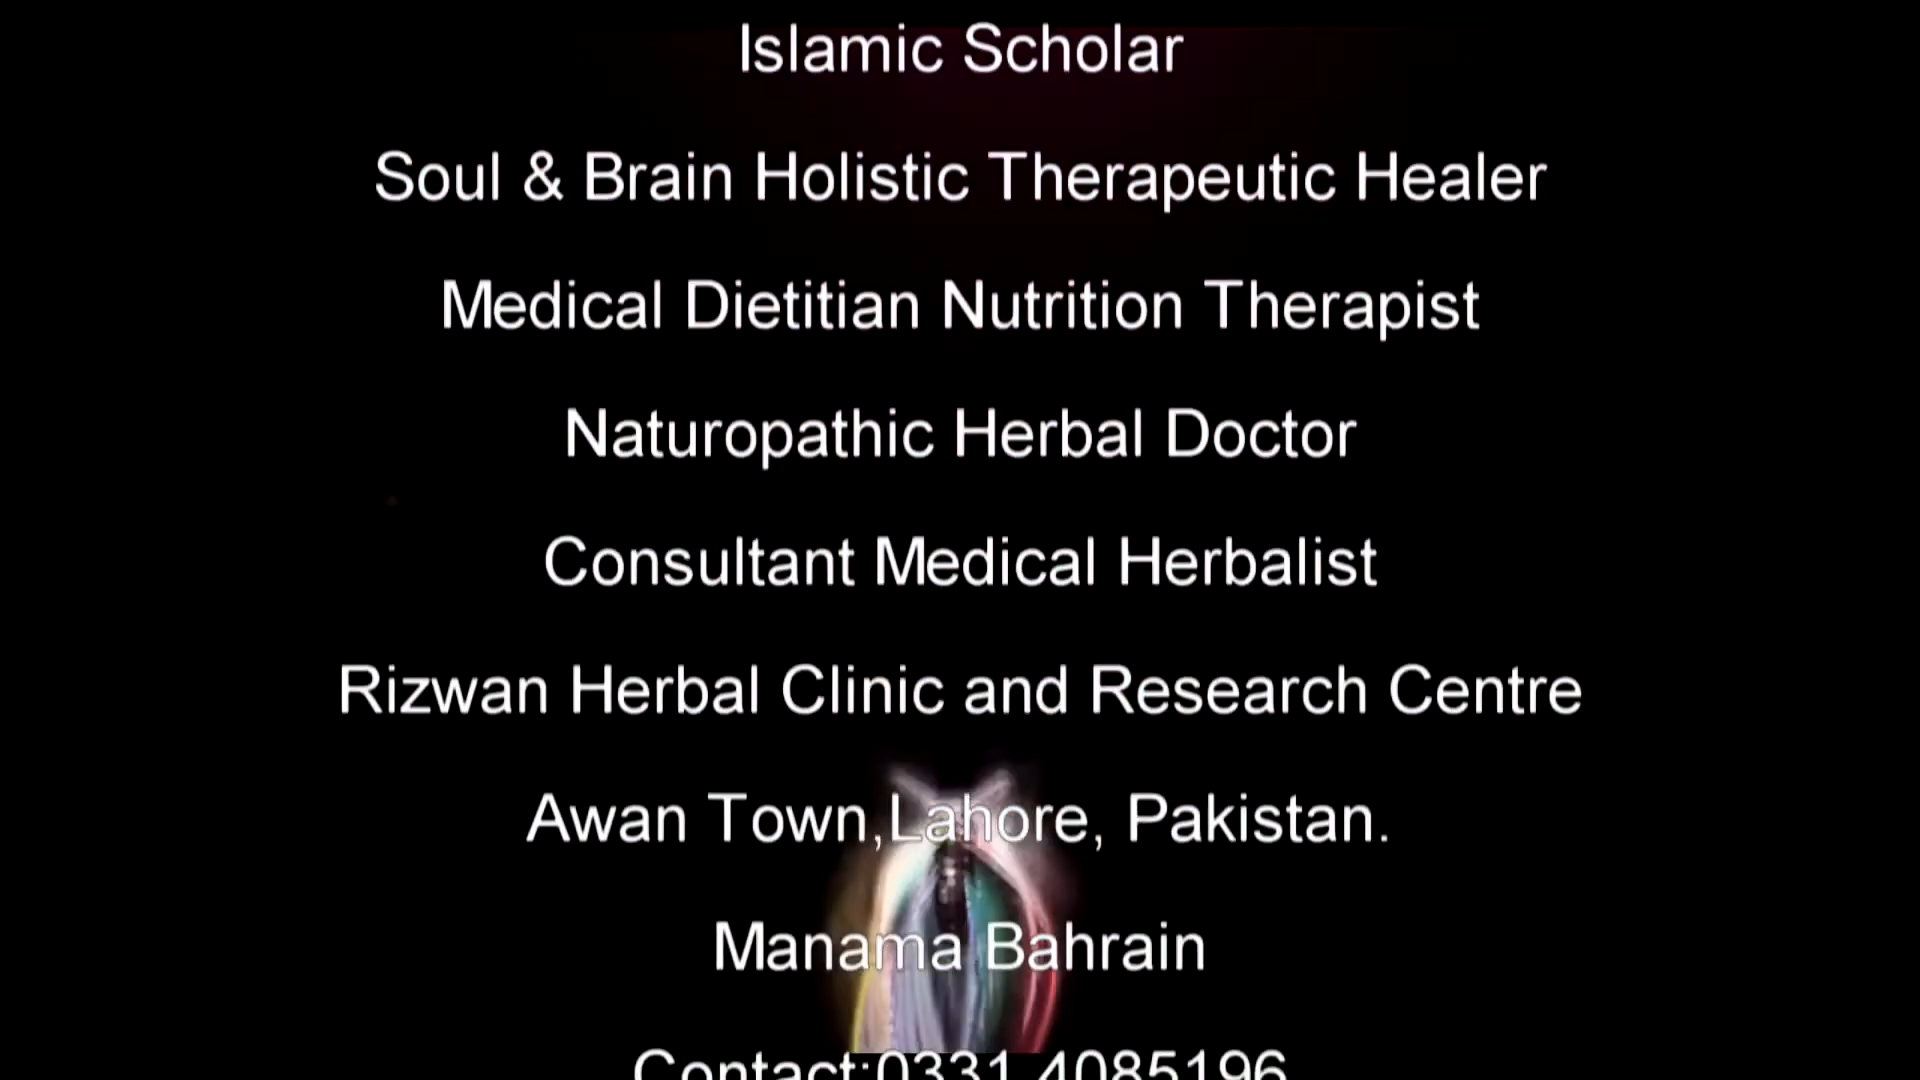 Islamic Scholar
Soul & Brain Holistic Therapeutic Healer
Medical Dietitian Nutrition Therapist
Naturopathic Herbal Doctor
Consultant Medical Herbalist
Rizwan Herbal Clinic and Research Centre
Awan Town,Lahore, Pakistan.
Manama Bahrain
Contact:0331 4085196